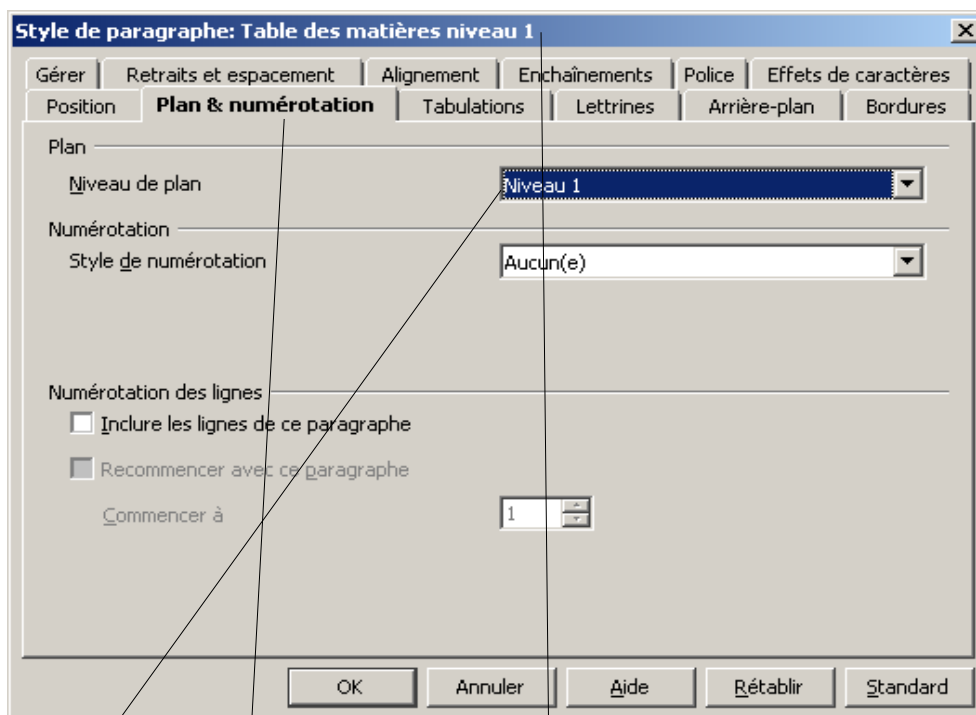 Style de paragraphe: Table des matières niveau 1
Gérer Retraits et espacement Alignement Enchaînements Police Effets de caractères
Position Plan & numérotation Tabulations Lettrines Arrière-plan Bordures
Plan
Niveau de plan Niveau 1
Numérotation
Style de numérotation Aucun(e)
Numérotation des lignes
Inclure les lignes de ce paragraphe
Recommencer avec ce paragraphe
Commencer à 1
OK Annuler Aide Rétablir Standard